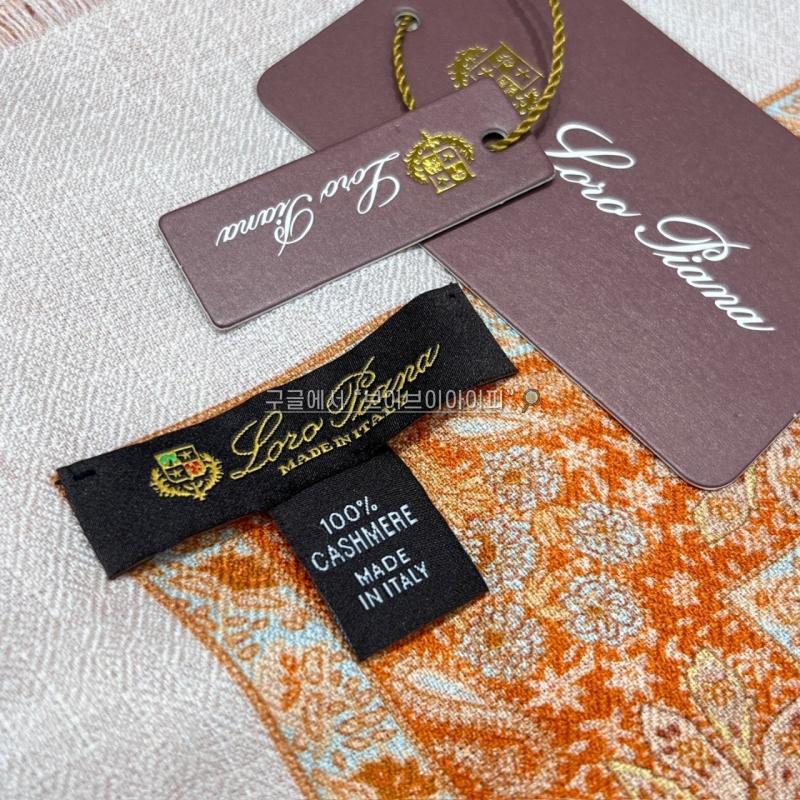 Loro Piana
Loro Piana
Loro Piana
MADE IN ITALY
구글에서 "브이브이아이피"
100%
CASHMERE
MADE
IN ITALY